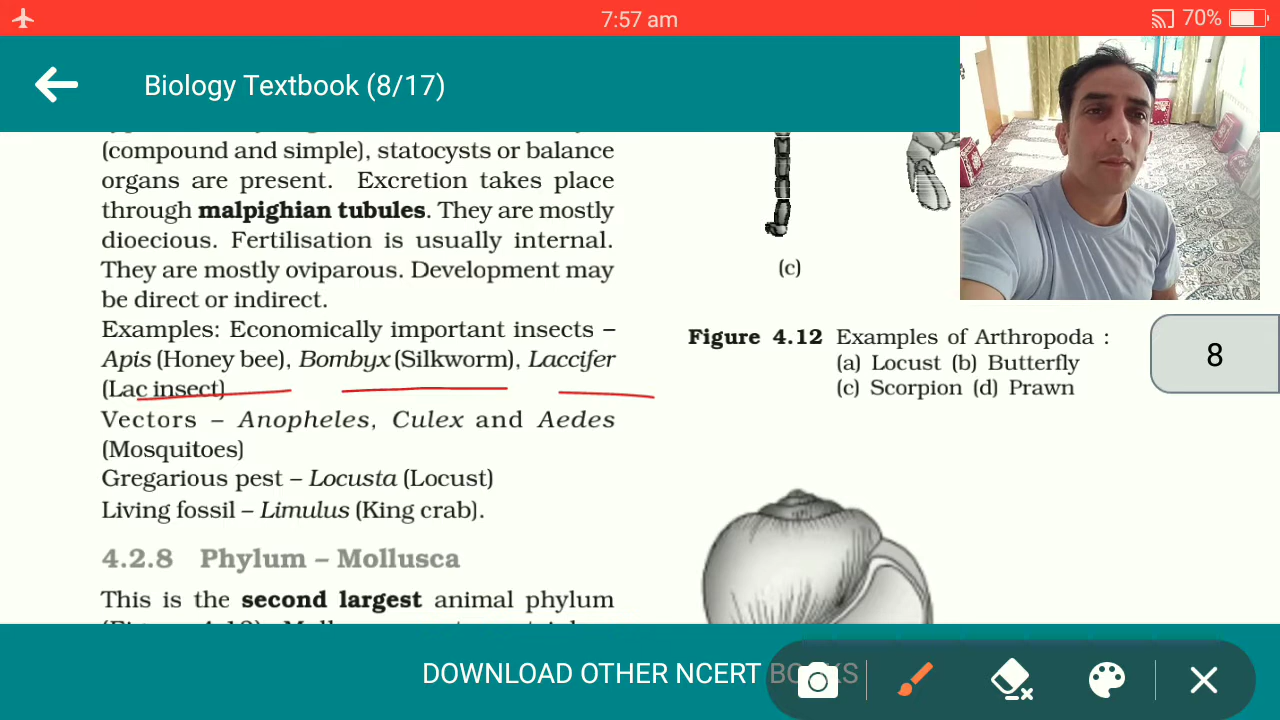 7:57 am
70%
Biology Textbook (8/17)
(compound and simple), statocysts or balance
organs are present. Excretion takes place
through malpighian tubules. They are mostly
dioecious. Fertilisation is usually internal.
They are mostly oviparous. Development may
be direct or indirect.
Examples: Economically important insects –
Apis (Honey bee), Bombyx (Silkworm), Laccifer
(Lac insect)
Vectors – Anopheles, Culex and Aedes
(Mosquitoes)
Gregarious pest – Locusta (Locust)
Living fossil – Limulus (King crab).
4.2.8 Phylum – Mollusca
This is the second largest animal phylum
(c)
Figure 4.12 Examples of Arthropoda :
(a) Locust (b) Butterfly
(c) Scorpion (d) Prawn
8
DOWNLOAD OTHER NCERT BOOKS